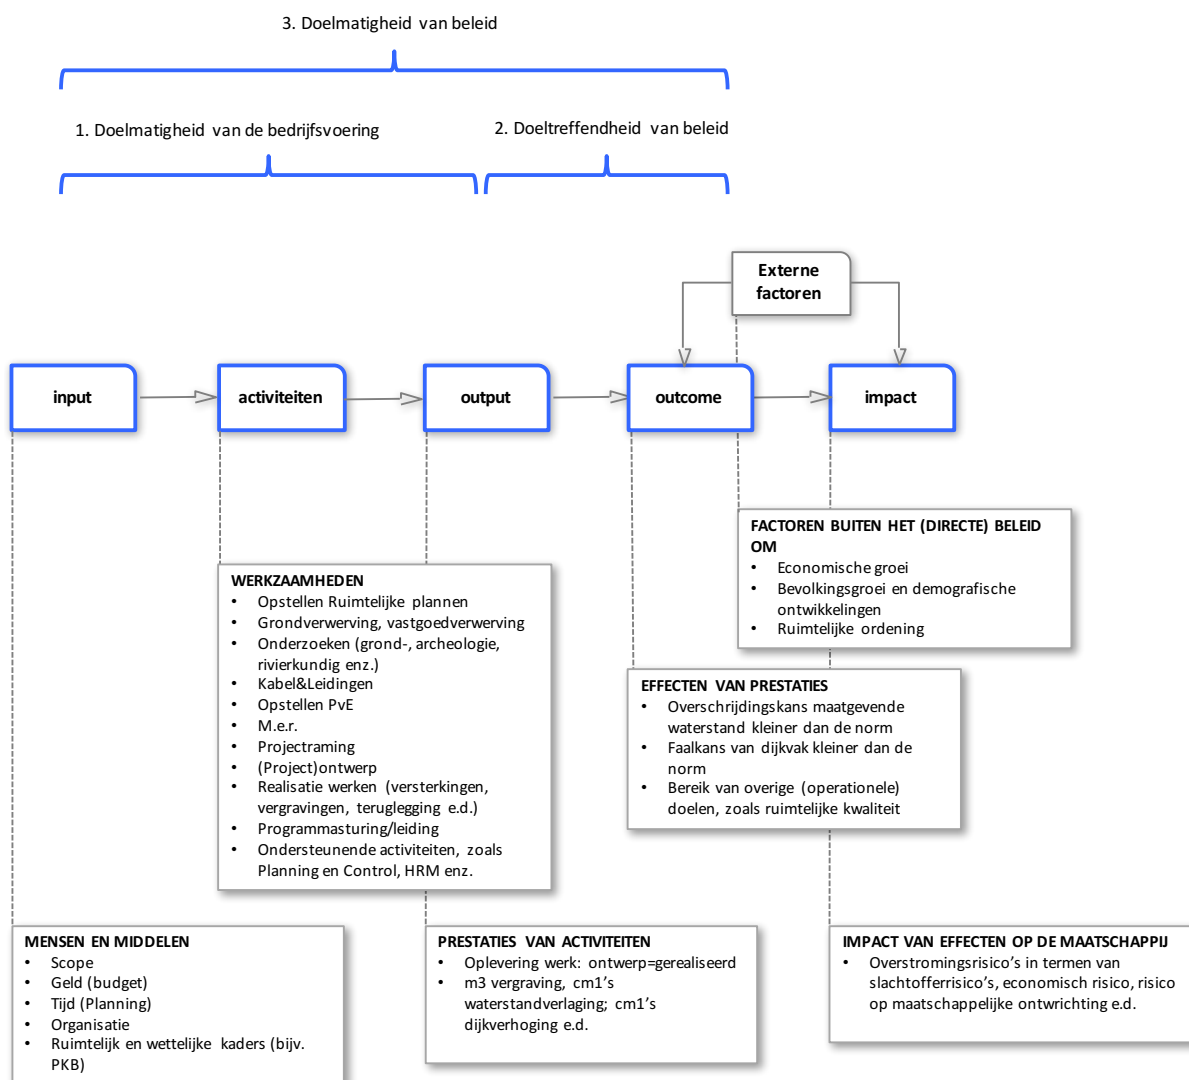 3. Doelmatigheid van beleid
1. Doelmatigheid van de bedrijfsvoering
2. Doeltreffendheid van beleid
Externe
factoren
input
activiteiten
output
outcome
impact
FACTOREN BUITEN HET (DIRECTE) BELEID
OM
• Economische groei
• Bevolkingsgroei en demografische
ontwikkelingen
• Ruimtelijke ordening
WERKZAAMHEDEN
• Opstellen Ruimtelijke plannen
• Grondverwerving, vastgoedverwerving
• Onderzoeken (grond-, archeologie,
rivierkundig enz.)
• Kabel&Leidingen
• Opstellen PvE
• M.e.r.
• Projectraming
• (Project)ontwerp
• Realisatie werken (versterkingen,
vergravingen, teruglegging e.d.)
• Programmasturing/leiding
• Ondersteunende activiteiten, zoals
Planning en Control, HRM enz.
EFFECTEN VAN PRESTATIES
• Overschrijdingskans maatgevende
waterstand kleiner dan de norm
• Faalkans van dijkvak kleiner dan de
norm
• Bereik van overige (operationele)
doelen, zoals ruimtelijke kwaliteit
MENSEN EN MIDDELEN
• Scope
• Geld (budget)
• Tijd (Planning)
• Organisatie
• Ruimtelijk en wettelijke kaders (bijv.
PKB)
PRESTATIES VAN ACTIVITEITEN
• Oplevering werk: ontwerp=gerealiseerd
• m3 vergraving, cm1's
waterstandverlaging; cm1's
dijkverhoging e.d.
IMPACT VAN EFFECTEN OP DE MAATSCHAPPIJ
• Overstromingsrisico's in termen van
slachtofferrisico's, economisch risico, risico
op maatschappelijke ontwrichting e.d.